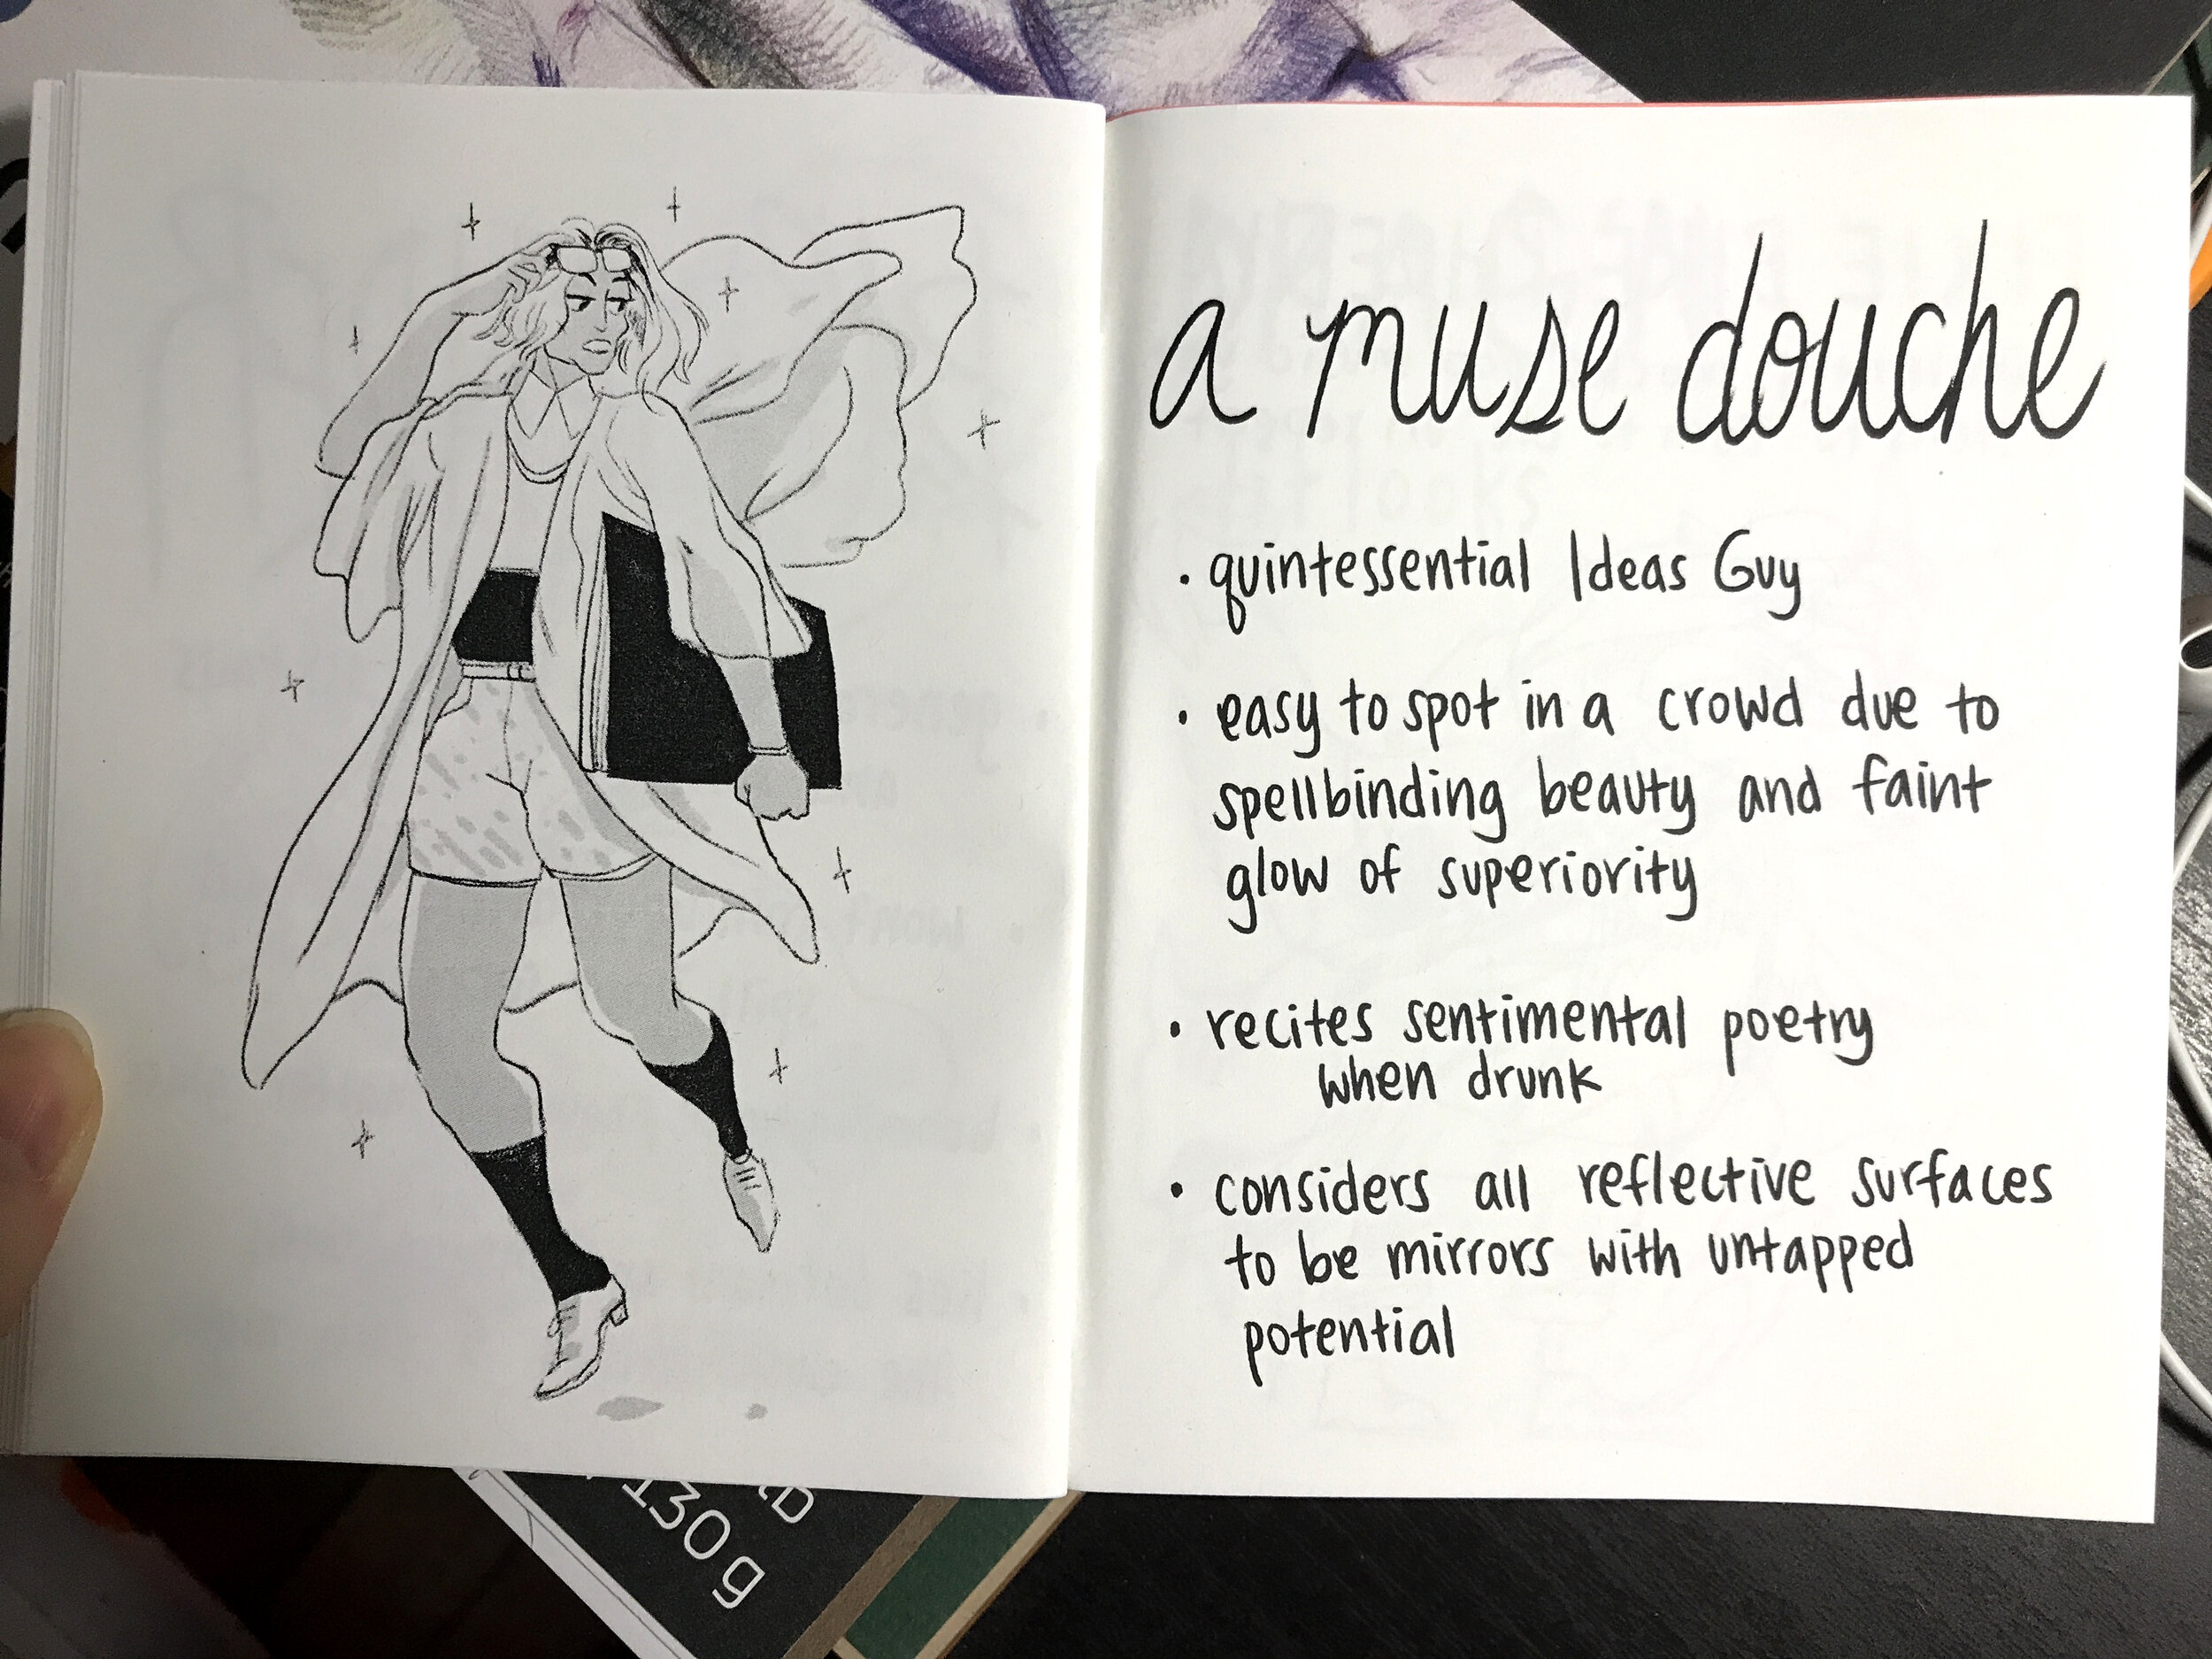 a muse douche
• quintessential Ideas Guy
• easy to spot in a crowd due to
spellbinding beauty and faint
glow of superiority
• recites sentimental poetry
when drunk
• considers all reflective surfaces
to be mirrors with untapped
potential
130g